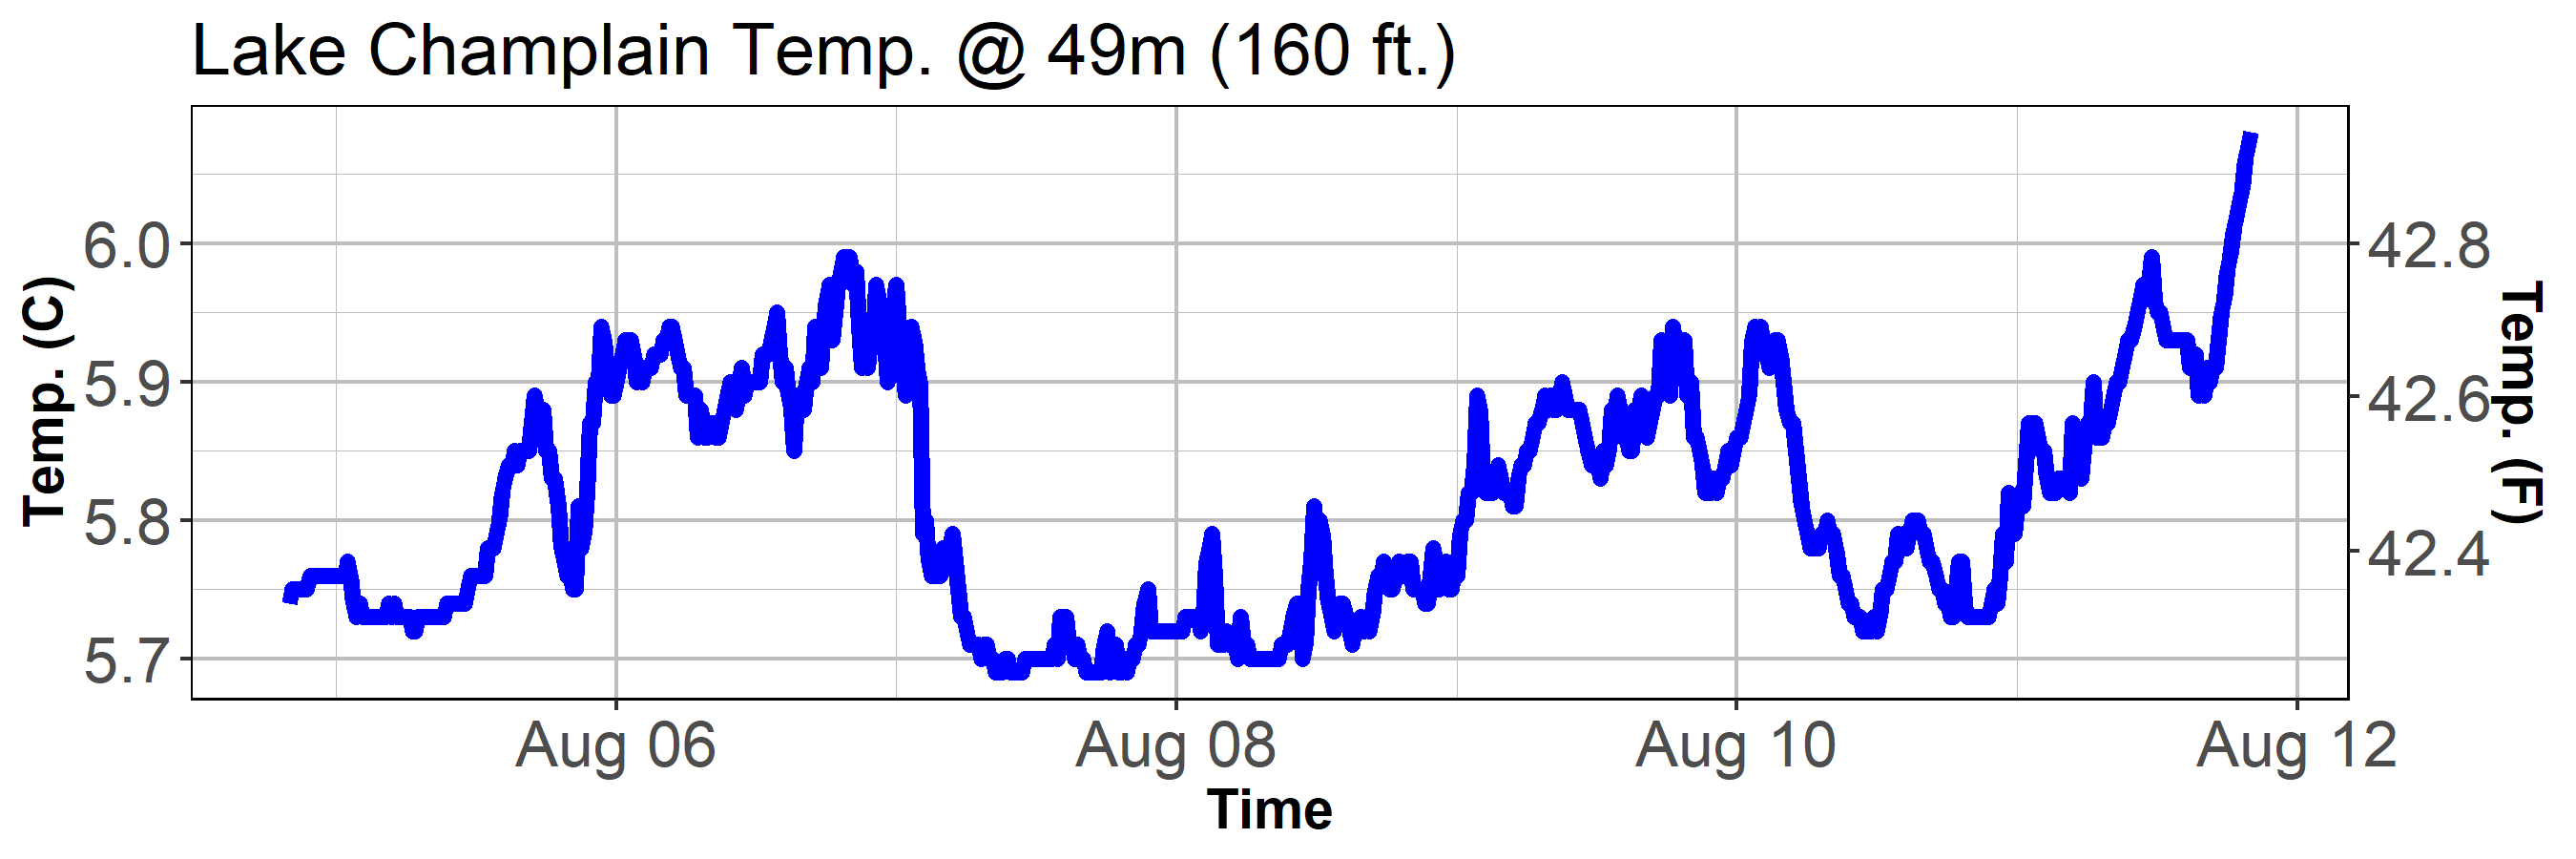 Lake Champlain Temp. @ 49m (160 ft.)
Temp. (C)
6.0
5.9
5.8
5.7
42.8
42.6
42.4
Temp. (F)
Aug 06
Aug 08
Aug 10
Aug 12
Time